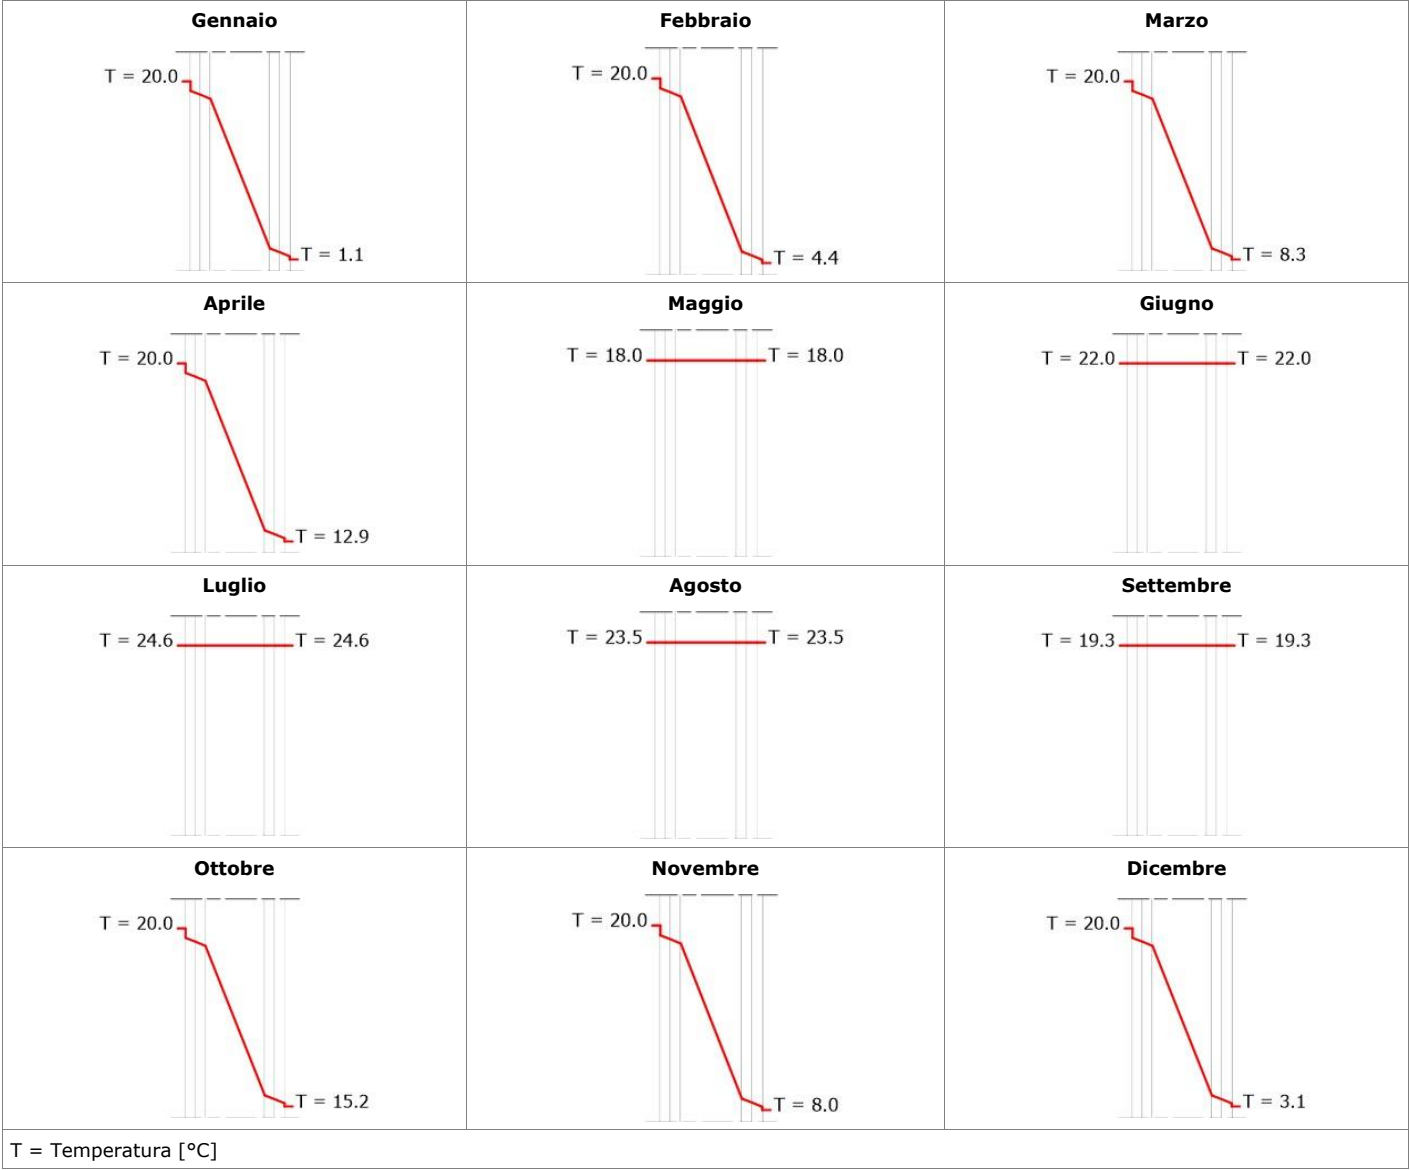 Gennaio
T = 20.0
T = 1.1
Febbraio
T = 20.0
T = 4.4
Marzo
T = 20.0
T = 8.3
Aprile
T = 20.0
T = 12.9
Maggio
T = 18.0 T = 18.0
Giugno
T = 22.0 T = 22.0
Luglio
T = 24.6 T = 24.6
Agosto
T = 23.5 T = 23.5
Settembre
T = 19.3 T = 19.3
Ottobre
T = 20.0
T = 15.2
Novembre
T = 20.0
T = 8.0
Dicembre
T = 20.0
T = 3.1
T = Temperatura [°C]